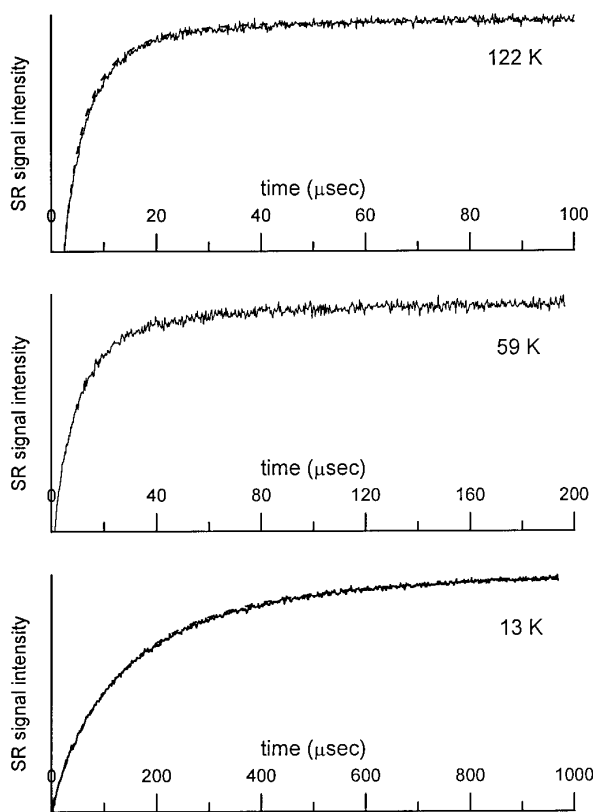 SR signal intensity
122 K
time (μsec)
0 20 40 60 80 100
SR signal intensity
59 K
time (μsec)
0 40 80 120 160 200
SR signal intensity
13 K
time (μsec)
0 200 400 600 800 1000